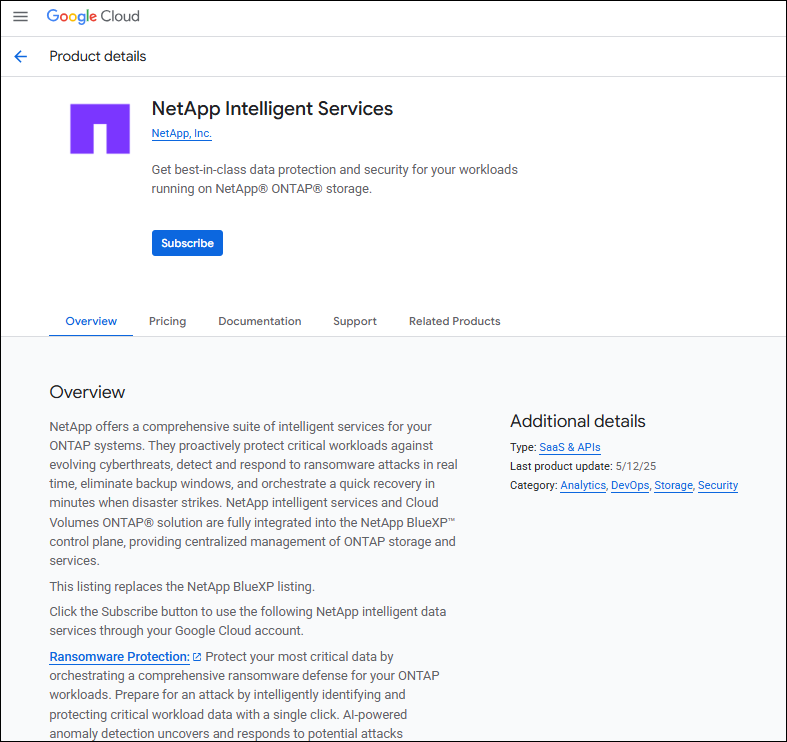 Google Cloud
Product details
NetApp Intelligent Services
NetApp, Inc.
Get best-in-class data protection and security for your workloads
running on NetApp® ONTAP® storage.
Subscribe
Overview
Pricing
Documentation
Support
Related Products
Overview
NetApp offers a comprehensive suite of intelligent services for your
ONTAP systems. They proactively protect critical workloads against
evolving cyberthreats, detect and respond to ransomware attacks in real
time, eliminate backup windows, and orchestrate a quick recovery in
minutes when disaster strikes. NetApp intelligent services and Cloud
Volumes ONTAP® solution are fully integrated into the NetApp BlueXP™
control plane, providing centralized management of ONTAP storage and
services.
This listing replaces the NetApp BlueXP listing.
Click the Subscribe button to use the following NetApp intelligent data
services through your Google Cloud account.
Ransomware Protection: Protect your most critical data by
orchestrating a comprehensive ransomware defense for your ONTAP
workloads. Prepare for an attack by intelligently identifying and
protecting critical workload data with a single click. AI-powered
anomaly detection uncovers and responds to potential attacks
Additional details
Type: SaaS & APIs
Last product update: 5/12/25
Category: Analytics, DevOps, Storage, Security